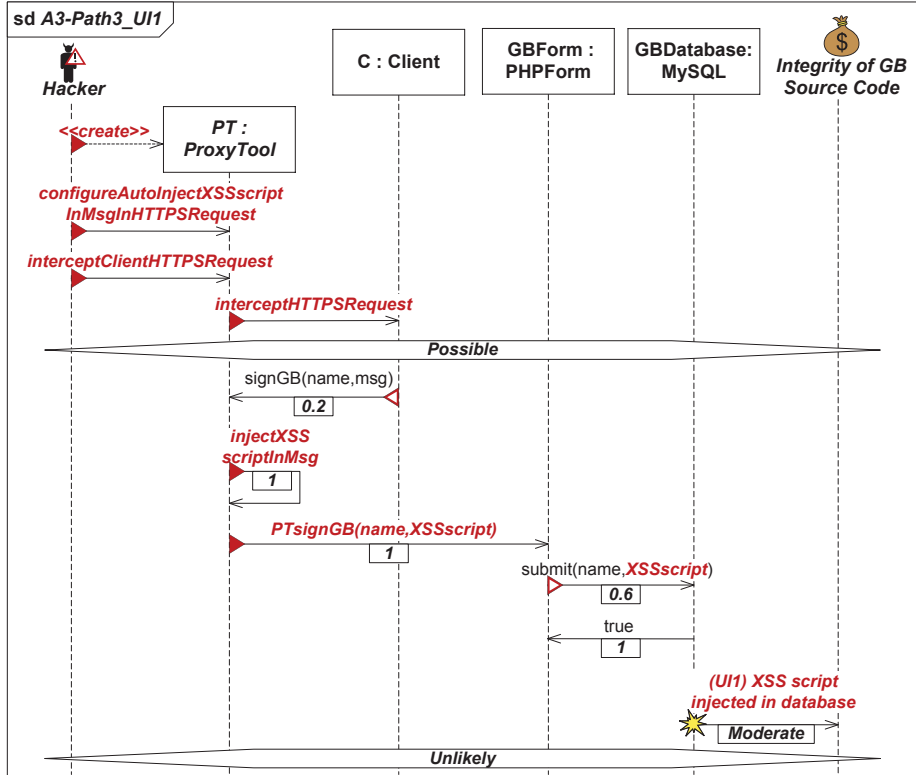 sd A3-Path3_UI1
Hacker
C : Client
GBForm :
PHPForm
GBDatabase:
MySQL
$
Integrity of GB
Source Code
<<create>>
PT :
ProxyTool
configureAutoInjectXSSscript
InMsgInHTTPSRequest
interceptClientHTTPSRequest
interceptHTTPSRequest
Possible
signGB(name,msg)
0.2
injectXSS
scriptInMsg
1
PTsignGB(name,XSSscript)
1
submit(name,XSSscript)
0.6
true
1
(UI1) XSS script
injected in database
Moderate
Unlikely